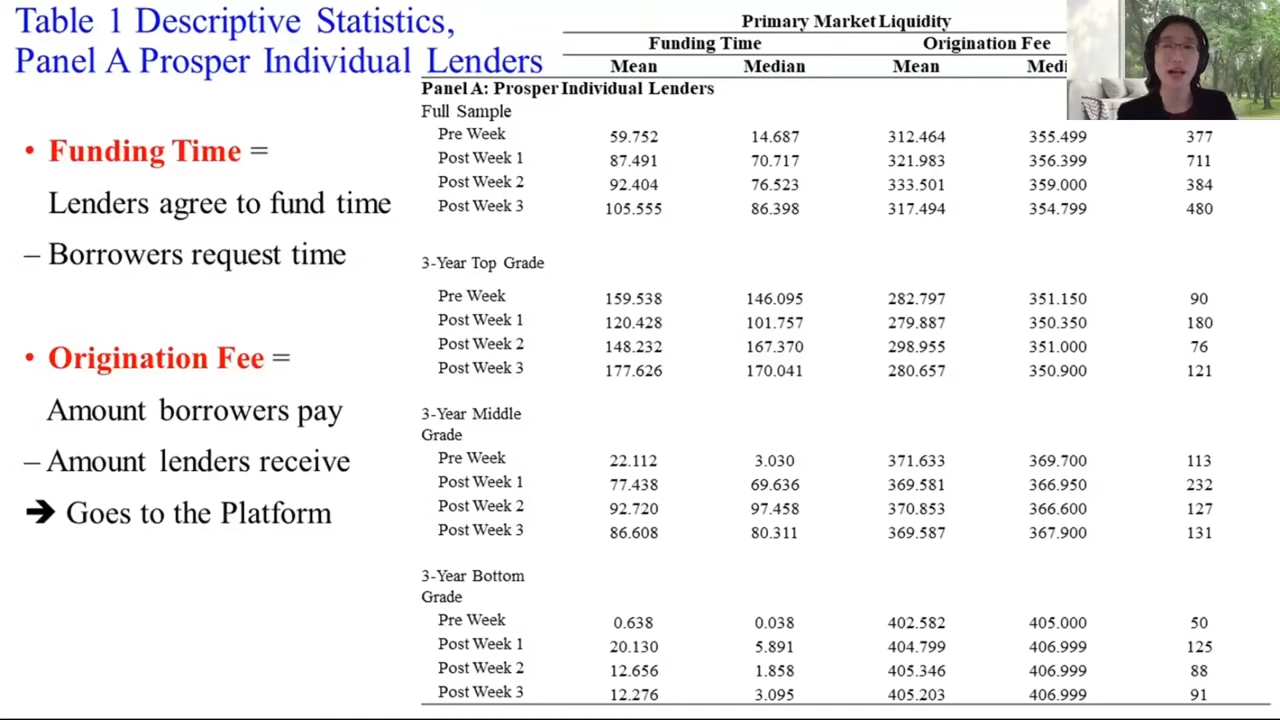 Table 1 Descriptive Statistics,
Panel A Prosper Individual Lenders
• Funding Time =
Lenders agree to fund time
– Borrowers request time
• Origination Fee =
Amount borrowers pay
– Amount lenders receive
➔ Goes to the Platform
Primary Market Liquidity
Funding Time Origination Fee
Mean Median Mean
Panel A: Prosper Individual Lenders
Full Sample
Pre Week 59.752 14.687 312.464 355.499 377
Post Week 1 87.491 70.717 321.983 356.399 711
Post Week 2 92.404 76.523 333.501 359.000 384
Post Week 3 105.555 86.398 317.494 354.799 480
3-Year Top Grade
Pre Week 159.538 146.095 282.797 351.150 90
Post Week 1 120.428 101.757 279.887 350.350 180
Post Week 2 148.232 167.370 298.955 351.000 76
Post Week 3 177.626 170.041 280.657 350.900 121
3-Year Middle
Grade
Pre Week 22.112 3.030 371.633 369.700 113
Post Week 1 77.438 69.636 369.581 366.950 232
Post Week 2 92.720 97.458 370.853 366.600 127
Post Week 3 86.608 80.311 369.587 367.900 131
3-Year Bottom
Grade
Pre Week 0.638 0.038 402.582 405.000 50
Post Week 1 20.130 5.891 404.799 406.999 125
Post Week 2 12.656 1.858 405.346 406.999 88
Post Week 3 12.276 3.095 405.203 406.999 91